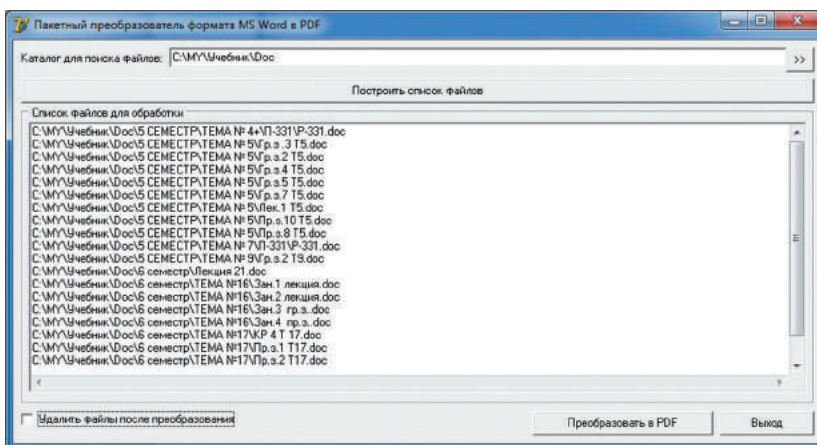 Пакетный преобразователь формата MS Word в PDF
Каталог для поиска файлов: C:\MY\Учебник\Doc >>
Построить список файлов
Список файлов для обработки
C:\MY\Учебник\Doc\5 СЕМЕСТР\ТЕМА № 4+\П-331\Р-331.doc
C:\MY\Учебник\Doc\5 СЕМЕСТР\ТЕМА № 5\Гр.з .3 Т5.doc
C:\MY\Учебник\Doc\5 СЕМЕСТР\ТЕМА № 5\Гр.з.2 Т5.doc
C:\MY\Учебник\Doc\5 СЕМЕСТР\ТЕМА № 5\Гр.з.4 Т5.doc
C:\MY\Учебник\Doc\5 СЕМЕСТР\ТЕМА № 5\Гр.з.5 Т5.doc
C:\MY\Учебник\Doc\5 СЕМЕСТР\ТЕМА № 5\Гр.з.7 Т5.doc
C:\MY\Учебник\Doc\5 СЕМЕСТР\ТЕМА № 5\Лек.1 Т5.doc
C:\MY\Учебник\Doc\5 СЕМЕСТР\ТЕМА № 5\Пр.з.10 Т5.doc
C:\MY\Учебник\Doc\5 СЕМЕСТР\ТЕМА № 5\Пр.з.8 Т5.doc
C:\MY\Учебник\Doc\5 СЕМЕСТР\ТЕМА № 7\П-331\Р-331.doc
C:\MY\Учебник\Doc\5 СЕМЕСТР\ТЕМА № 9\Гр.з.2 Т9.doc
C:\MY\Учебник\Doc\6 семестр\Лекция 21.doc
C:\MY\Учебник\Doc\6 семестр\ТЕМА №16\Зан.1 лекция.doc
C:\MY\Учебник\Doc\6 семестр\ТЕМА №16\Зан.2 лекция.doc
C:\MY\Учебник\Doc\6 семестр\ТЕМА №16\Зан.3 гр.з..doc
C:\MY\Учебник\Doc\6 семестр\ТЕМА №16\Зан.4 пр.з..doc
C:\MY\Учебник\Doc\6 семестр\ТЕМА №17\КР 4 Т 17.doc
C:\MY\Учебник\Doc\6 семестр\ТЕМА №17\Пр.з.1 Т17.doc
C:\MY\Учебник\Doc\6 семестр\ТЕМА №17\Пр.з.2 Т17.doc
Удалить файлы после преобразования Преобразовать в PDF Выход